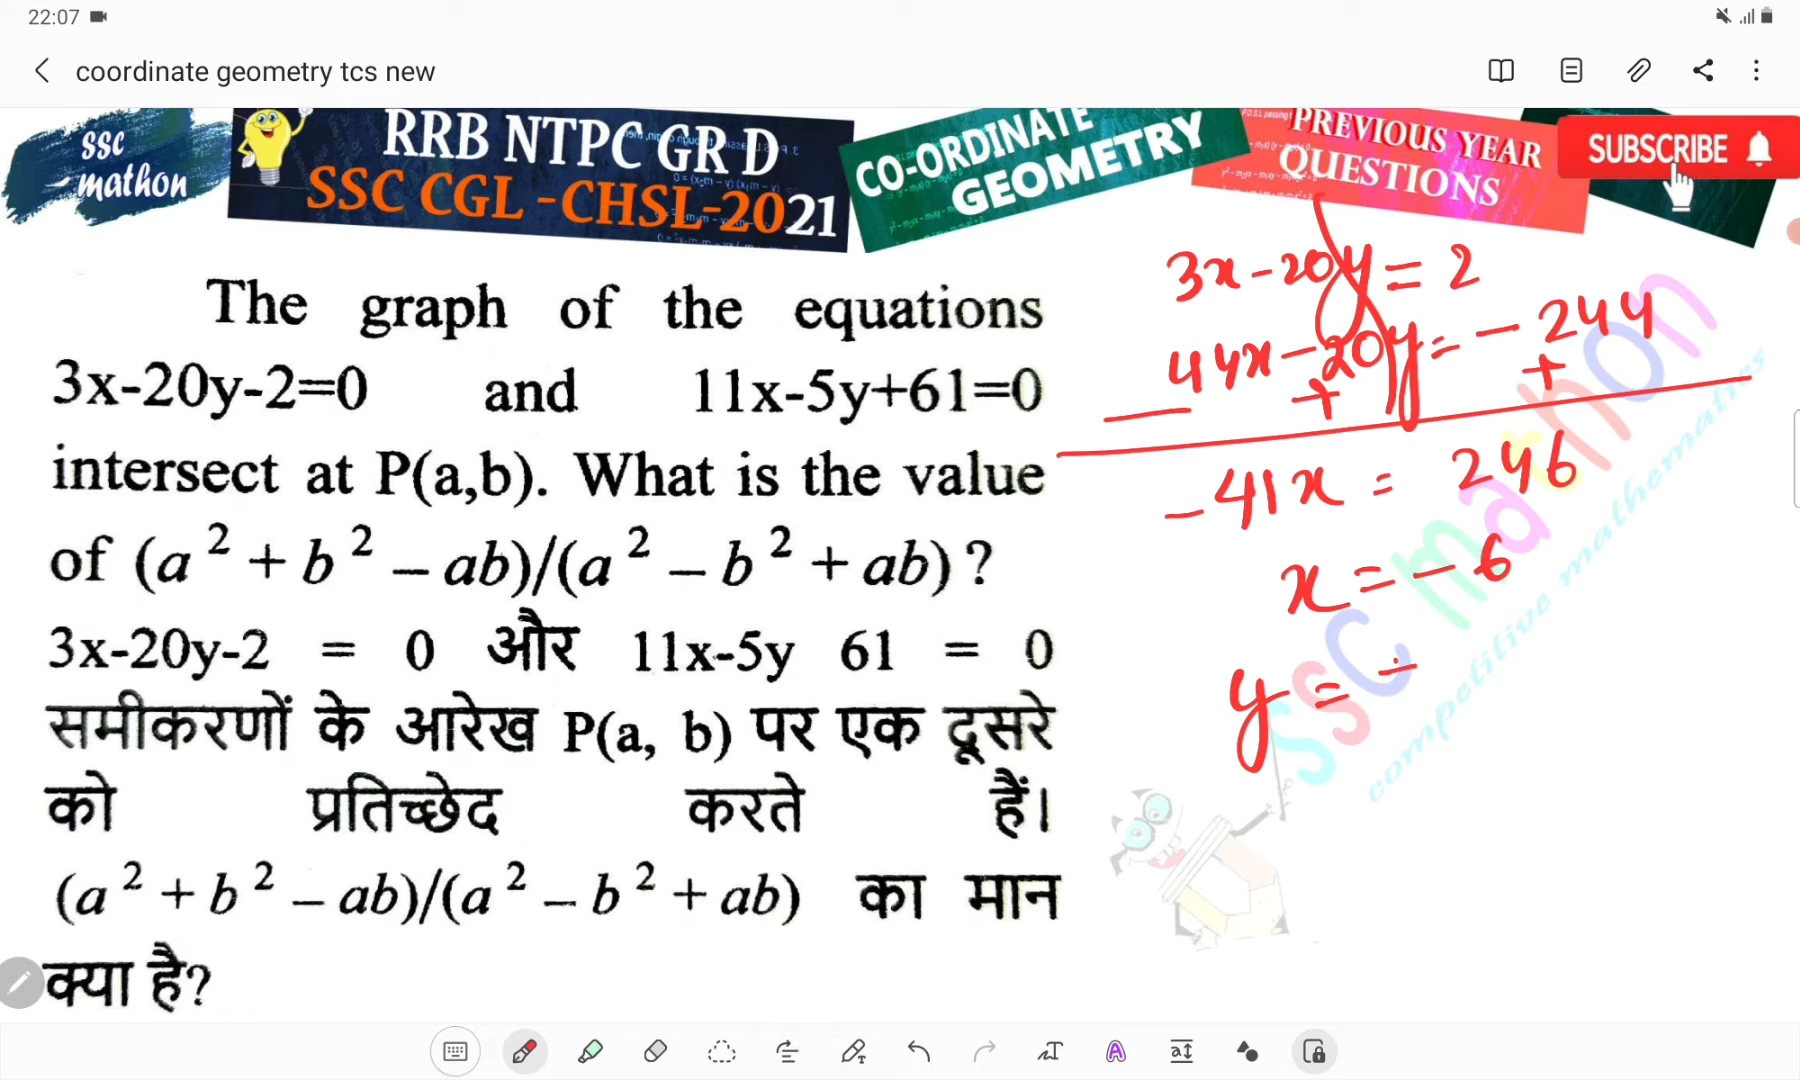 22:07
coordinate geometry tcs new
SSC
mathon
RRB NTPC GR D
SSC CGL -CHSL-2021
CO-ORDINATE
GEOMETRY
PREVIOUS YEAR
QUESTIONS
SUBSCRIBE
The graph of the equations
3x-20y-2=0 and 11x-5y+61=0
intersect at P(a,b). What is the value
of (a² + b² – ab)/(a² – b² + ab)?
3x-20y-2 = 0 और 11x-5y 61 = 0
समीकरणों के आरेख P(a, b) पर एक दूसरे
को प्रतिच्छेद करते हैं।
(a² + b² – ab)/(a² – b² + ab) का मान
क्या है?
3x-20y = 2
44x-20y = -244
— + +
-41x = 246
x = -6
y = -
SSC mathon
competitive mathematics